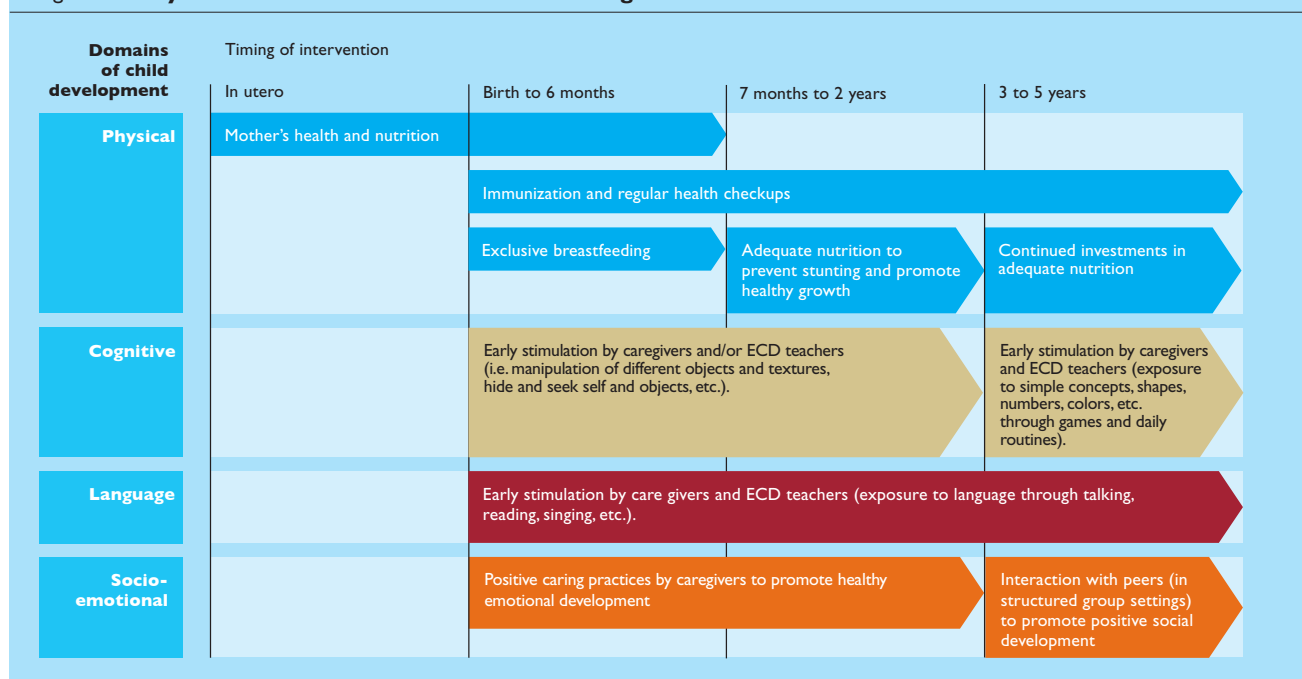 Domains
of child
development
Timing of intervention
In utero
Birth to 6 months
7 months to 2 years
3 to 5 years
Physical
Mother's health and nutrition
Immunization and regular health checkups
Exclusive breastfeeding
Adequate nutrition to
prevent stunting and promote
healthy growth
Continued investments in
adequate nutrition
Cognitive
Early stimulation by caregivers and/or ECD teachers
(i.e. manipulation of different objects and textures,
hide and seek self and objects, etc.).
Early stimulation by caregivers
and ECD teachers (exposure
to simple concepts, shapes,
numbers, colors, etc.
through games and daily
routines).
Language
Early stimulation by care givers and ECD teachers (exposure to language through talking,
reading, singing, etc.).
Socio-
emotional
Positive caring practices by caregivers to promote healthy
emotional development
Interaction with peers (in
structured group settings)
to promote positive social
development